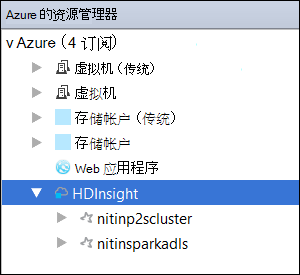 Azure 的资源管理器
v Azure (4 订阅)
虚拟机 (传统)
虚拟机
存储帐户 (传统)
存储帐户
Web 应用程序
HDInsight
nitinp2scluster
nitinsparkadls